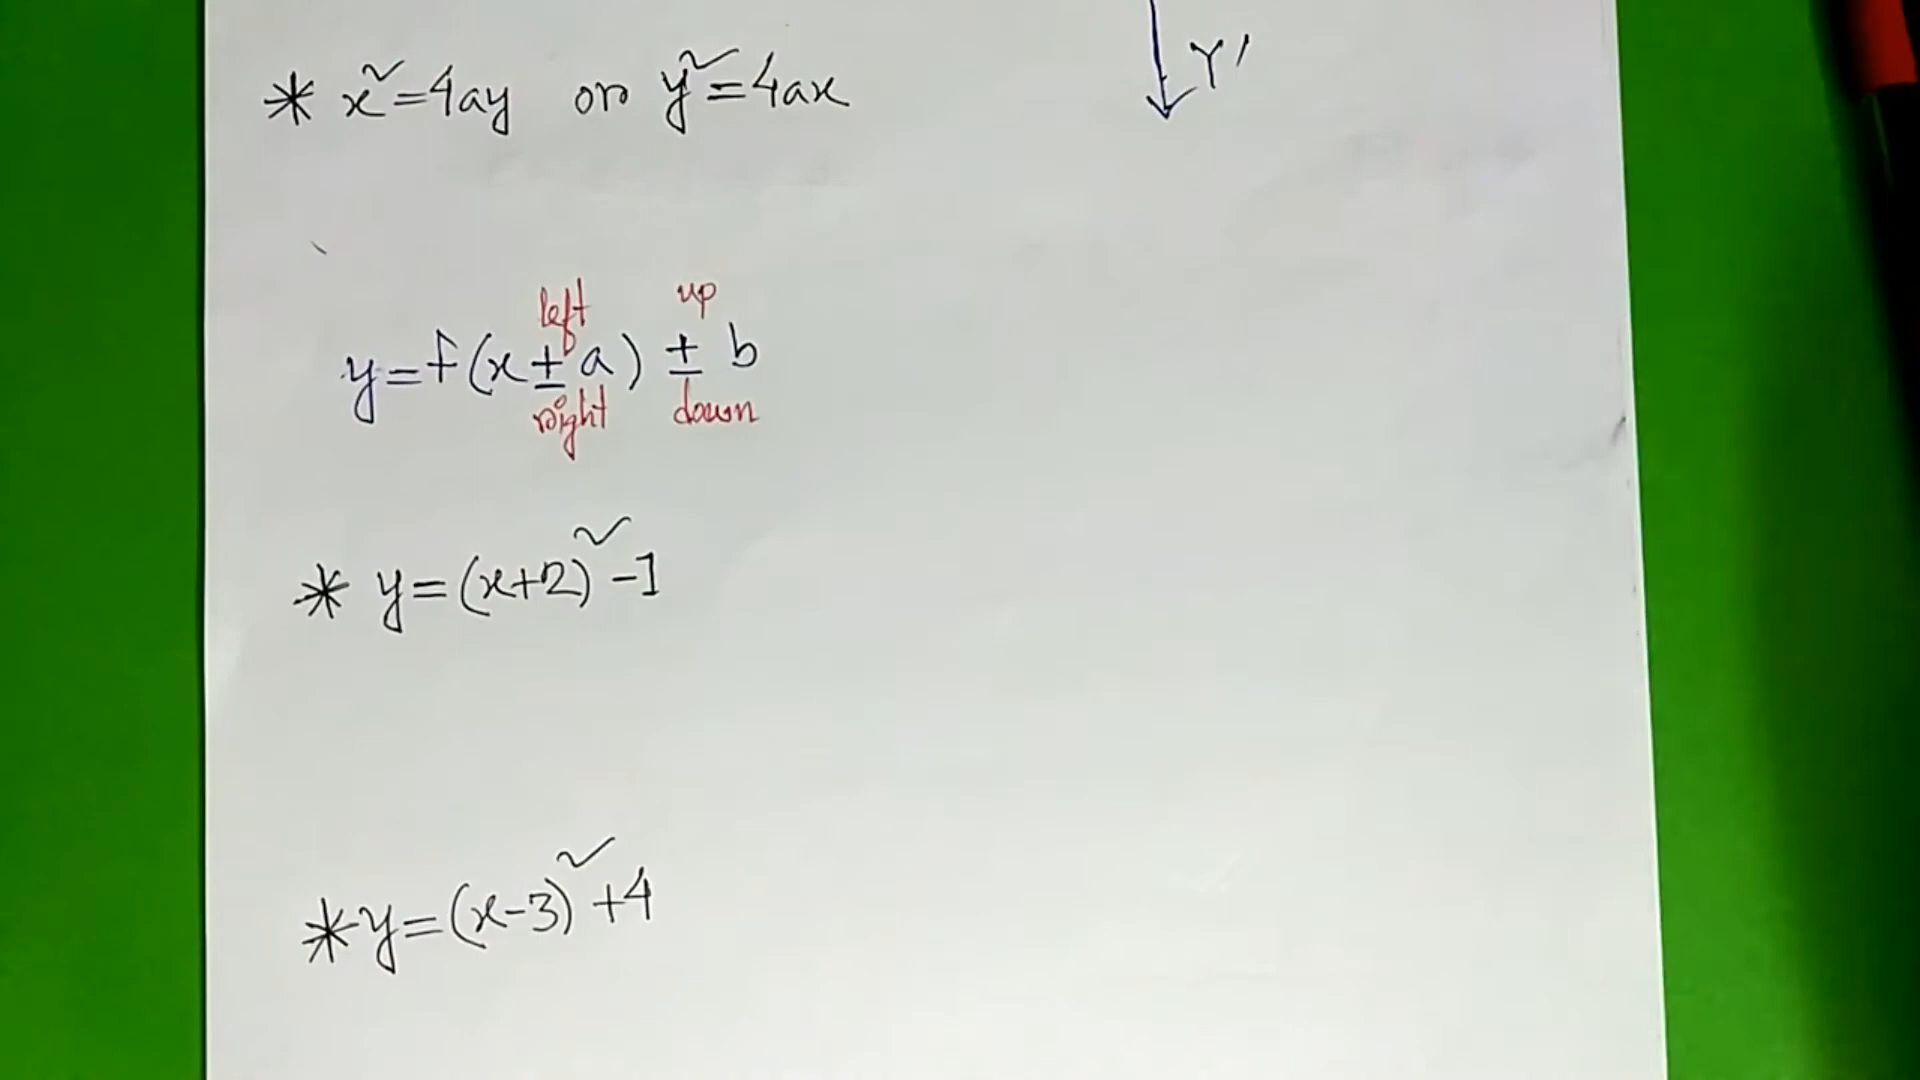 * x² = 4ay or y² = 4ax
Y'
left up
y = f(x ± a) ± b
right down
* y = (x+2)² - 1
* y = (x-3)² + 4